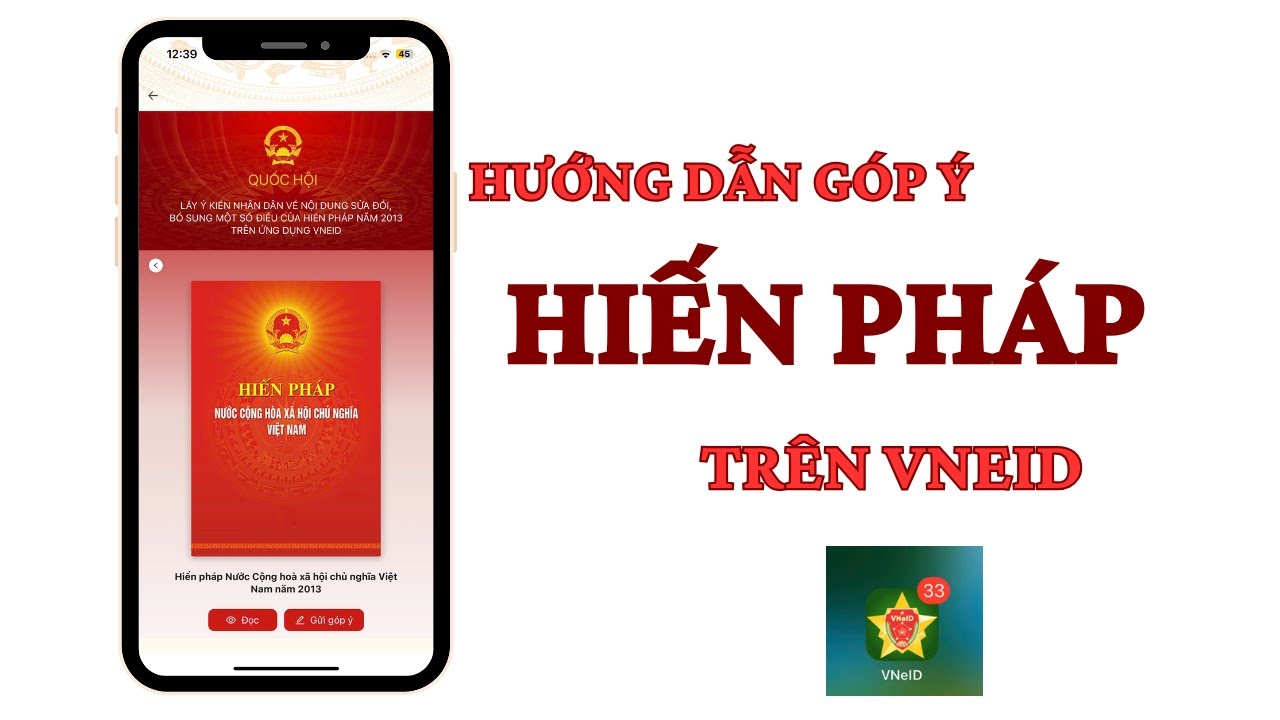 12:39
45
QUỐC HỘI
LẤY Ý KIẾN NHÂN DÂN VỀ NỘI DUNG SỬA ĐỔI,
BỔ SUNG MỘT SỐ ĐIỀU CỦA HIẾN PHÁP NĂM 2013
TRÊN ỨNG DỤNG VNEID
HIẾN PHÁP
NƯỚC CỘNG HÒA XÃ HỘI CHỦ NGHĨA
VIỆT NAM
Hiến pháp Nước Cộng hoà xã hội chủ nghĩa Việt
Nam năm 2013
Đọc
Gửi góp ý
HƯỚNG DẪN GÓP Ý
HIẾN PHÁP
TRÊN VNEID
33
VNeID
VNeID